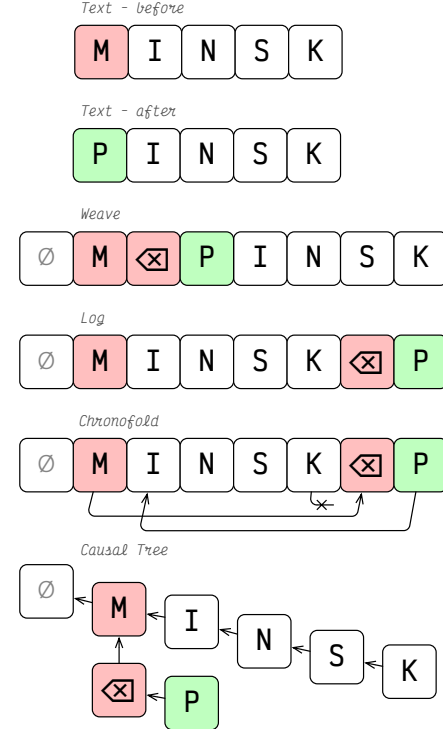 Text - before
M I N S K
Text - after
P I N S K
Weave
∅ M ⌫ P I N S K
Log
∅ M I N S K ⌫ P
Chronofold
∅ M I N S K ⌫ P
Causal Tree
∅ M I N S K
⌫ P